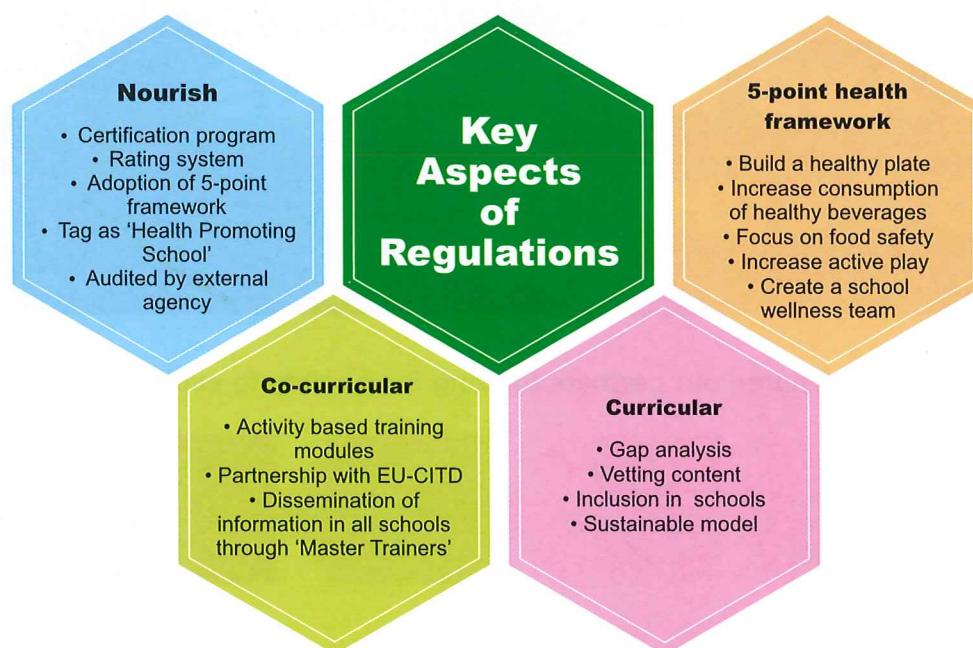 Nourish
• Certification program
• Rating system
• Adoption of 5-point
framework
• Tag as ‘Health Promoting
School’
• Audited by external
agency
Key
Aspects
of
Regulations
5-point health
framework
• Build a healthy plate
• Increase consumption
of healthy beverages
• Focus on food safety
• Increase active play
• Create a school
wellness team
Co-curricular
• Activity based training
modules
• Partnership with EU-CITD
• Dissemination of
information in all schools
through ‘Master Trainers’
Curricular
• Gap analysis
• Vetting content
• Inclusion in schools
• Sustainable model